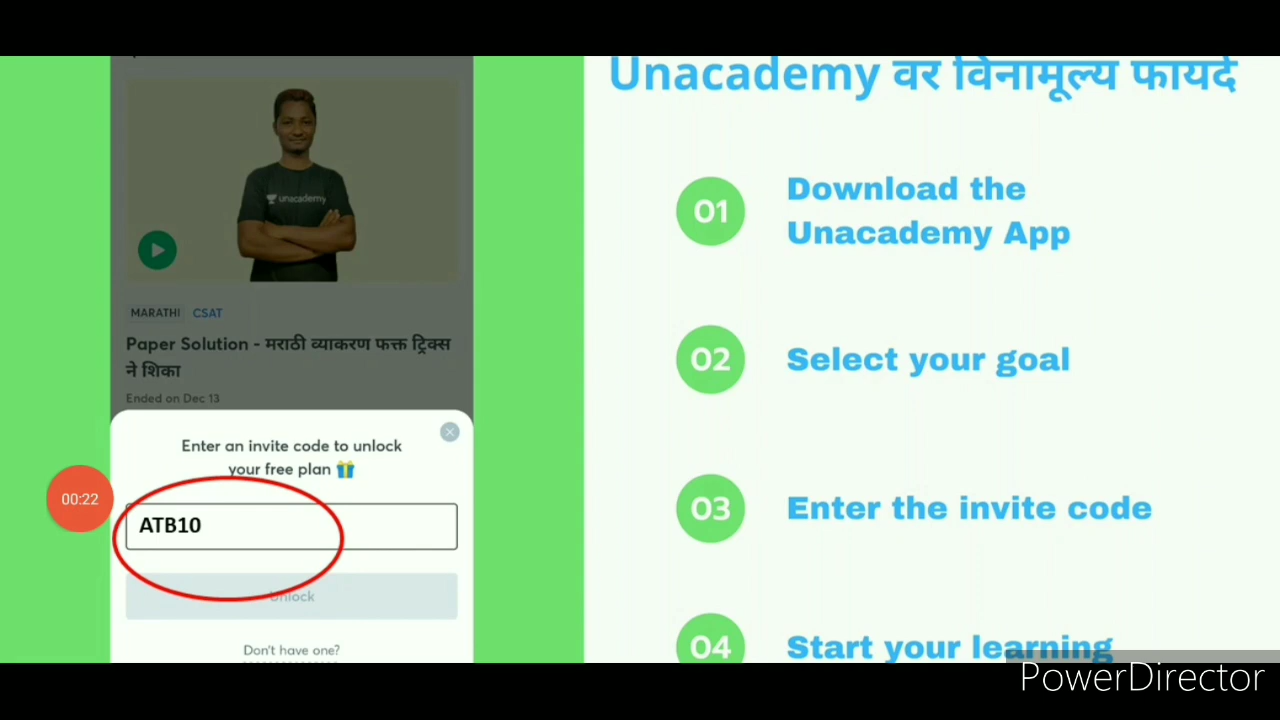 Unacademy वर विनामूल्य फायदे
unacademy
MARATHI CSAT
Paper Solution - मराठी व्याकरण फक्त ट्रिक्स
ने शिका
Ended on Dec 13
Enter an invite code to unlock
your free plan
00:22
ATB10
Unlock
Don't have one?
01
Download the
Unacademy App
02
Select your goal
03
Enter the invite code
04
Start your learning
PowerDirector